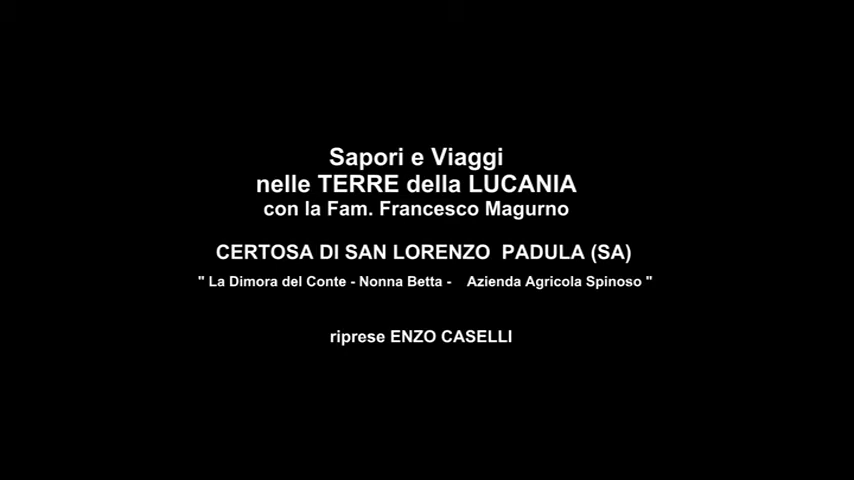 Sapori e Viaggi
nelle TERRE della LUCANIA
con la Fam. Francesco Magurno
CERTOSA DI SAN LORENZO PADULA (SA)
" La Dimora del Conte - Nonna Betta - Azienda Agricola Spinoso "
riprese ENZO CASELLI